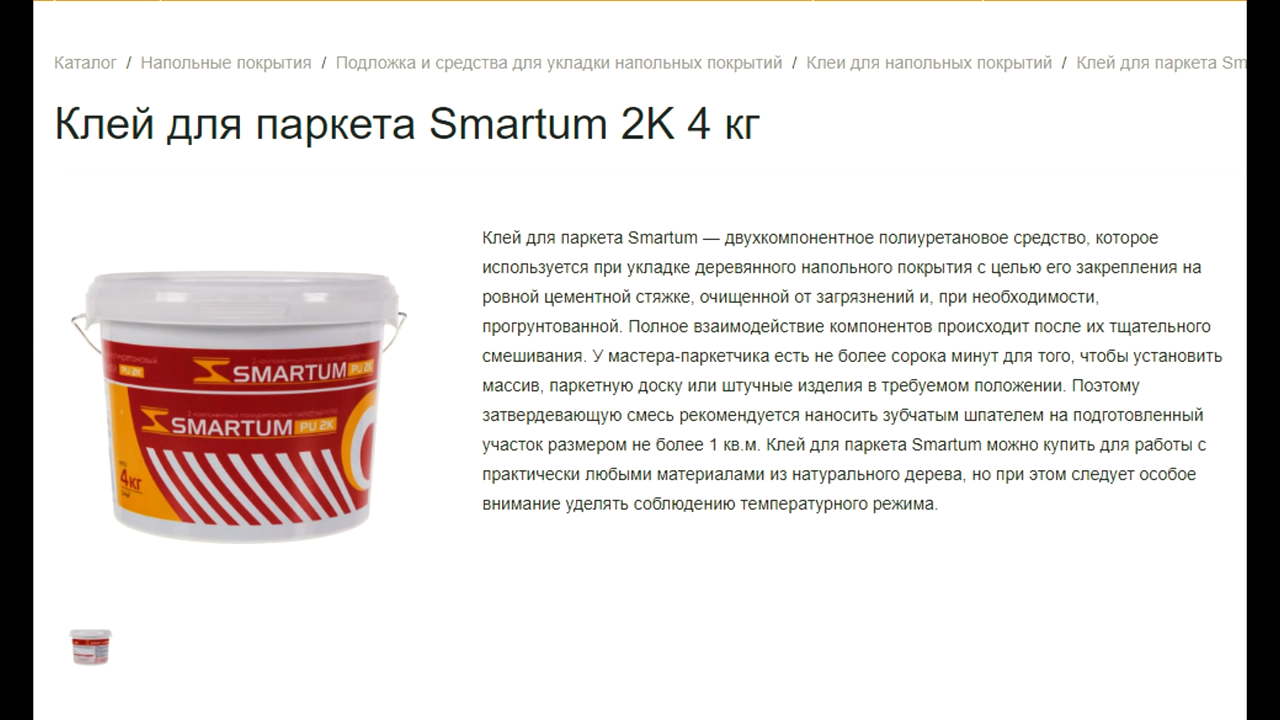 Каталог / Напольные покрытия / Подложка и средства для укладки напольных покрытий / Клеи для напольных покрытий / Клей для паркета Sm
Клей для паркета Smartum 2K 4 кг
Клей для паркета Smartum — двухкомпонентное полиуретановое средство, которое
используется при укладке деревянного напольного покрытия с целью его закрепления на
ровной цементной стяжке, очищенной от загрязнений и, при необходимости,
прогрунтованной. Полное взаимодействие компонентов происходит после их тщательного
смешивания. У мастера-паркетчика есть не более сорока минут для того, чтобы установить
массив, паркетную доску или штучные изделия в требуемом положении. Поэтому
затвердевающую смесь рекомендуется наносить зубчатым шпателем на подготовленный
участок размером не более 1 кв.м. Клей для паркета Smartum можно купить для работы с
практически любыми материалами из натурального дерева, но при этом следует особое
внимание уделять соблюдению температурного режима.
PU 2K
SMARTUM PU 2K
SMARTUM PU 2K
4кг